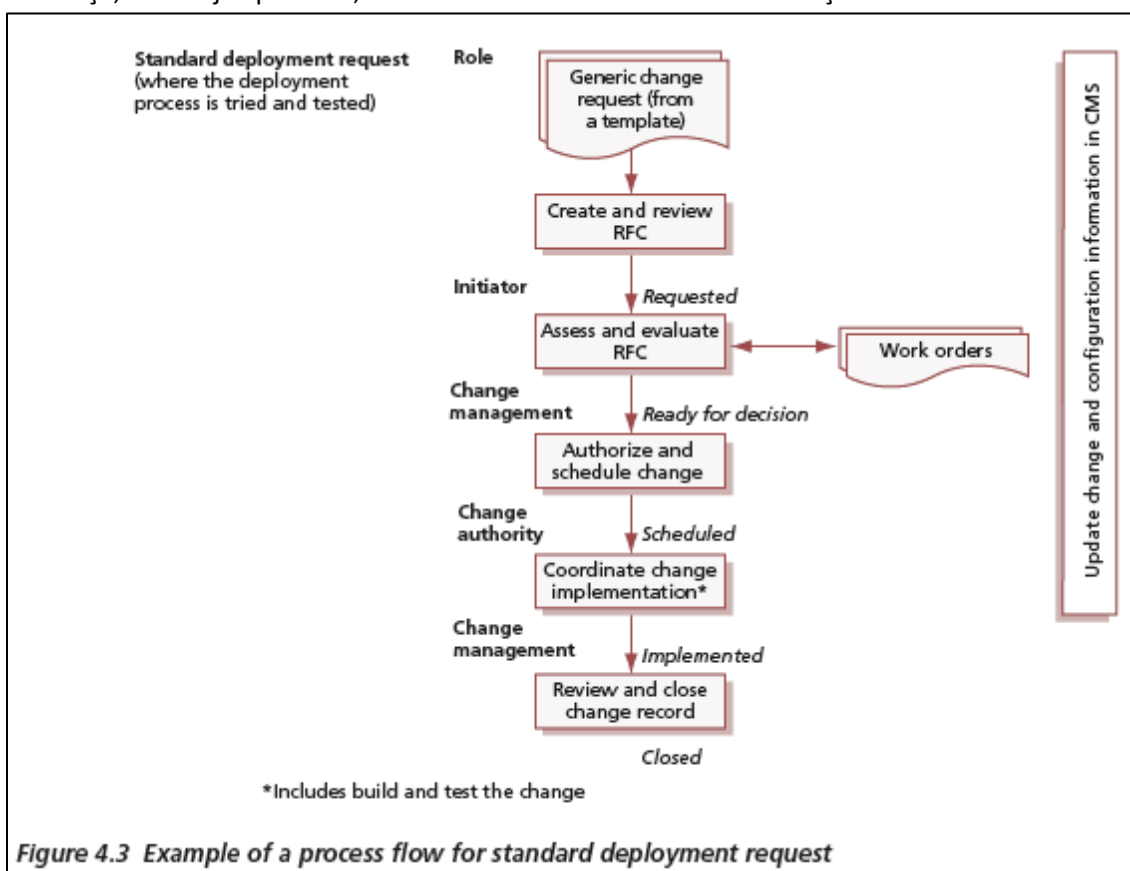 Standard deployment request
(where the deployment
process is tried and tested)
Role
Generic change
request (from
a template)
Create and review
RFC
Initiator
Requested
Assess and evaluate
RFC
Work orders
Change
management
Ready for decision
Authorize and
schedule change
Change
authority
Scheduled
Coordinate change
implementation*
Change
management
Implemented
Review and close
change record
Closed
*Includes build and test the change
Update change and configuration information in CMS
Figure 4.3 Example of a process flow for standard deployment request